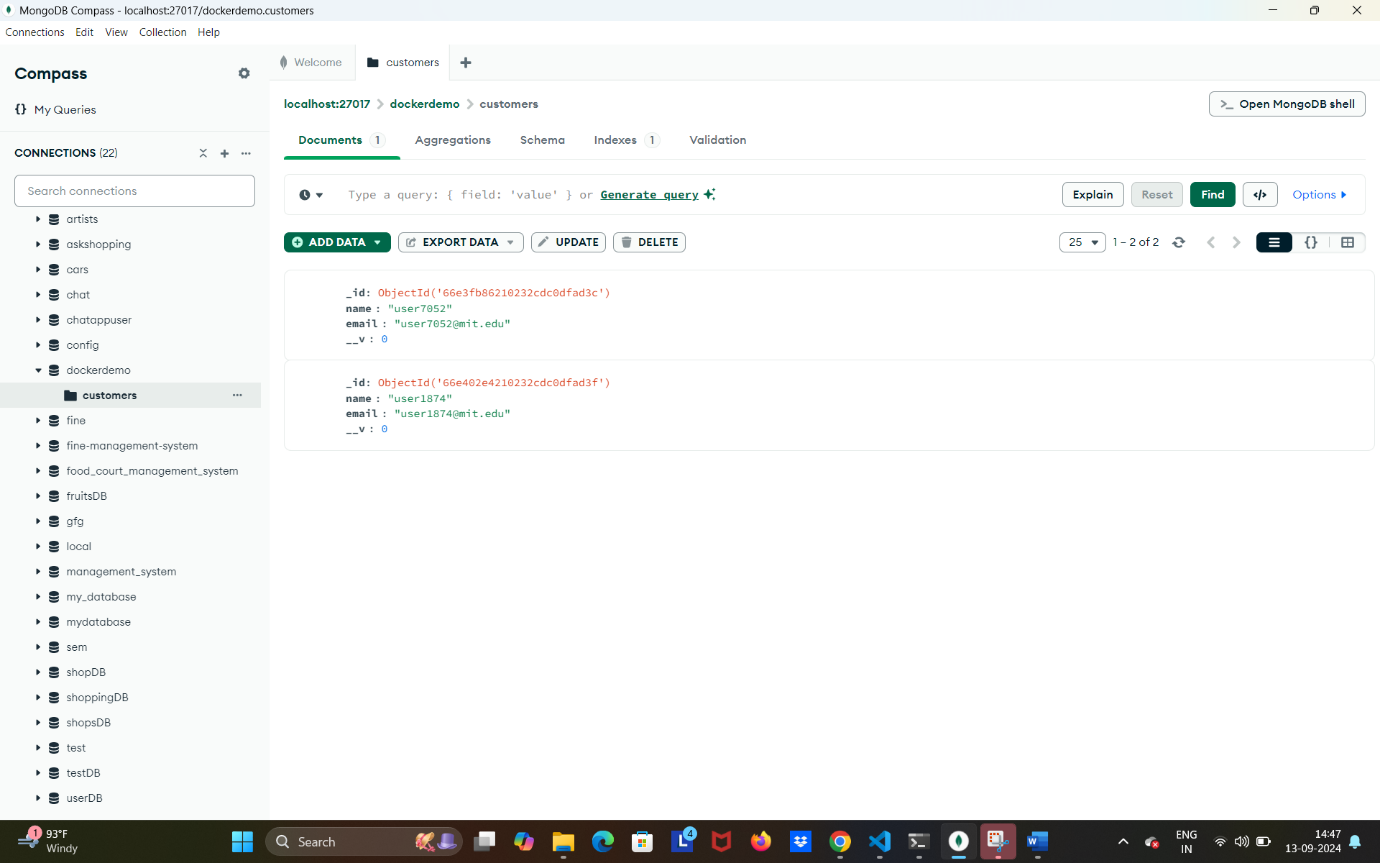 MongoDB Compass - localhost:27017/dockerdemo.customers
Connections Edit View Collection Help
Compass
{} My Queries
CONNECTIONS (22)
Search connections
artists
askshopping
cars
chat
chatappuser
config
dockerdemo
customers
fine
fine-management-system
food_court_management_system
fruitsDB
gfg
local
management_system
my_database
mydatabase
sem
shopDB
shoppingDB
shopsDB
test
testDB
userDB
Welcome customers
localhost:27017 > dockerdemo > customers
>_ Open MongoDB shell
Documents 1 Aggregations Schema Indexes 1 Validation
Type a query: { field: 'value' } or Generate query
Explain Reset Find </> Options
ADD DATA EXPORT DATA UPDATE DELETE
25 1 – 2 of 2 {}
_id: ObjectId('66e3fb86210232cdc0dfad3c')
name : "user7052"
email : "user7052@mit.edu"
__v : 0
_id: ObjectId('66e402e4210232cdc0dfad3f')
name : "user1874"
email : "user1874@mit.edu"
__v : 0
1 93°F
Windy
Search
L 4
W
ENG
IN
14:47
13-09-2024